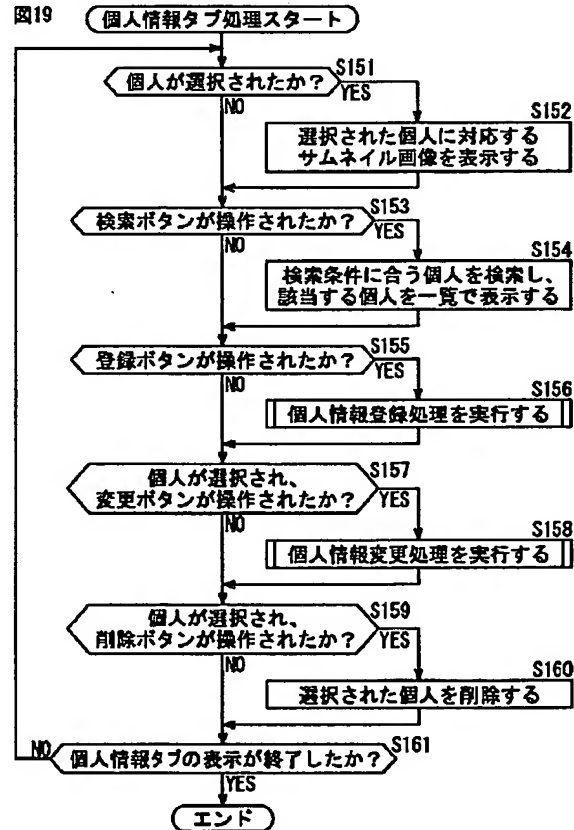 図19
個人情報タブ処理スタート
個人が選択されたか？
S151
YES
NO
S152
選択された個人に対応する
サムネイル画像を表示する
検索ボタンが操作されたか？
S153
YES
NO
S154
検索条件に合う個人を検索し、
該当する個人を一覧で表示する
登録ボタンが操作されたか？
S155
YES
NO
S156
個人情報登録処理を実行する
個人が選択され、
変更ボタンが操作されたか？
S157
YES
NO
S158
個人情報変更処理を実行する
個人が選択され、
削除ボタンが操作されたか？
S159
YES
NO
S160
選択された個人を削除する
NO
個人情報タブの表示が終了したか？
S161
YES
エンド